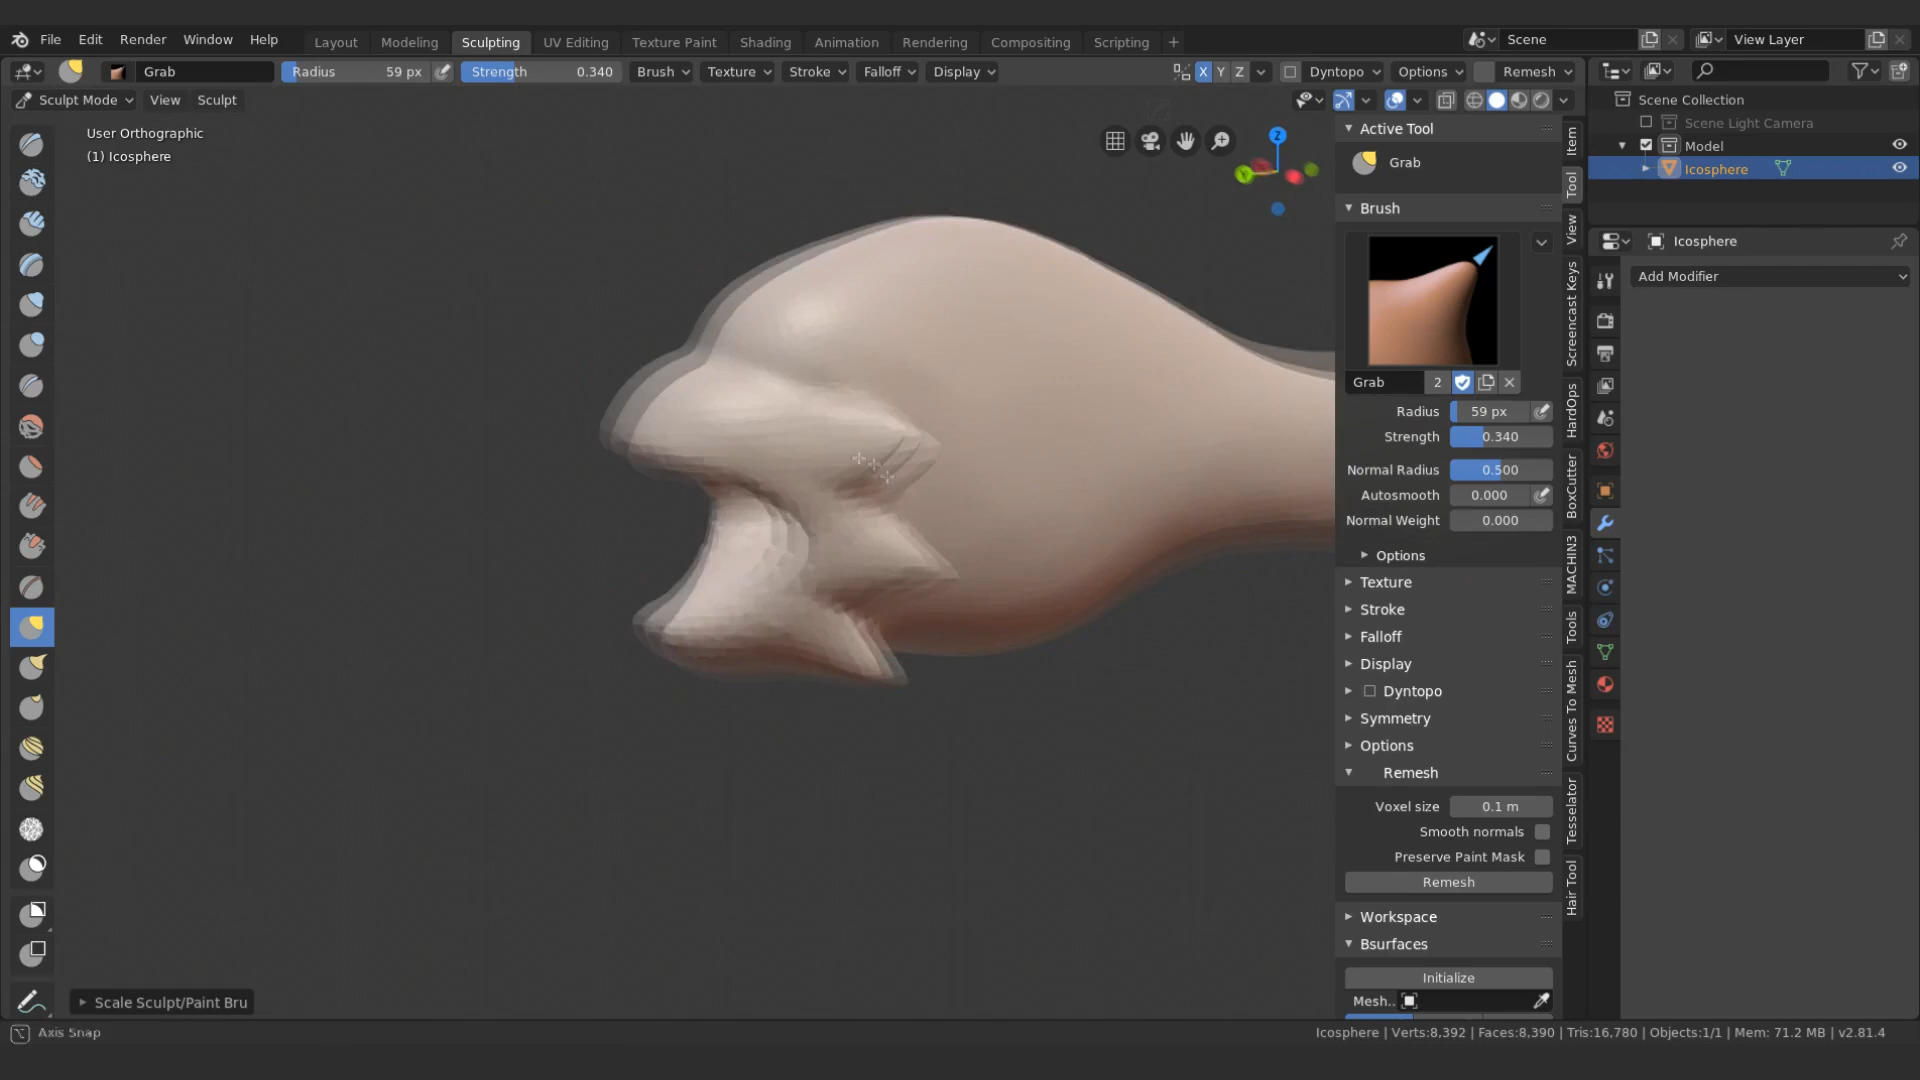 File Edit Render Window Help Layout Modeling Sculpting UV Editing Texture Paint Shading Animation Rendering Compositing Scripting + Scene View Layer
Grab Radius 59 px Strength 0.340 Brush Texture Stroke Falloff Display X Y Z Dyntopo Options Remesh
Sculpt Mode View Sculpt
User Orthographic
(1) Icosphere
Z
Y
Active Tool
Grab
Brush
Grab 2
Radius 59 px
Strength 0.340
Normal Radius 0.500
Autosmooth 0.000
Normal Weight 0.000
Options
Texture
Stroke
Falloff
Display
Dyntopo
Symmetry
Options
Remesh
Voxel size 0.1 m
Smooth normals
Preserve Paint Mask
Remesh
Workspace
Bsurfaces
Initialize
Mesh..
Item
Tool
View
Screencast Keys
HardOps
BoxCutter
MACHIN3
Tools
Curves To Mesh
Tesselator
Hair Tool
Scene Collection
Scene Light Camera
Model
Icosphere
Icosphere
Add Modifier
Scale Sculpt/Paint Bru
Axis Snap
Icosphere | Verts:8,392 | Faces:8,390 | Tris:16,780 | Objects:1/1 | Mem: 71.2 MB | v2.81.4